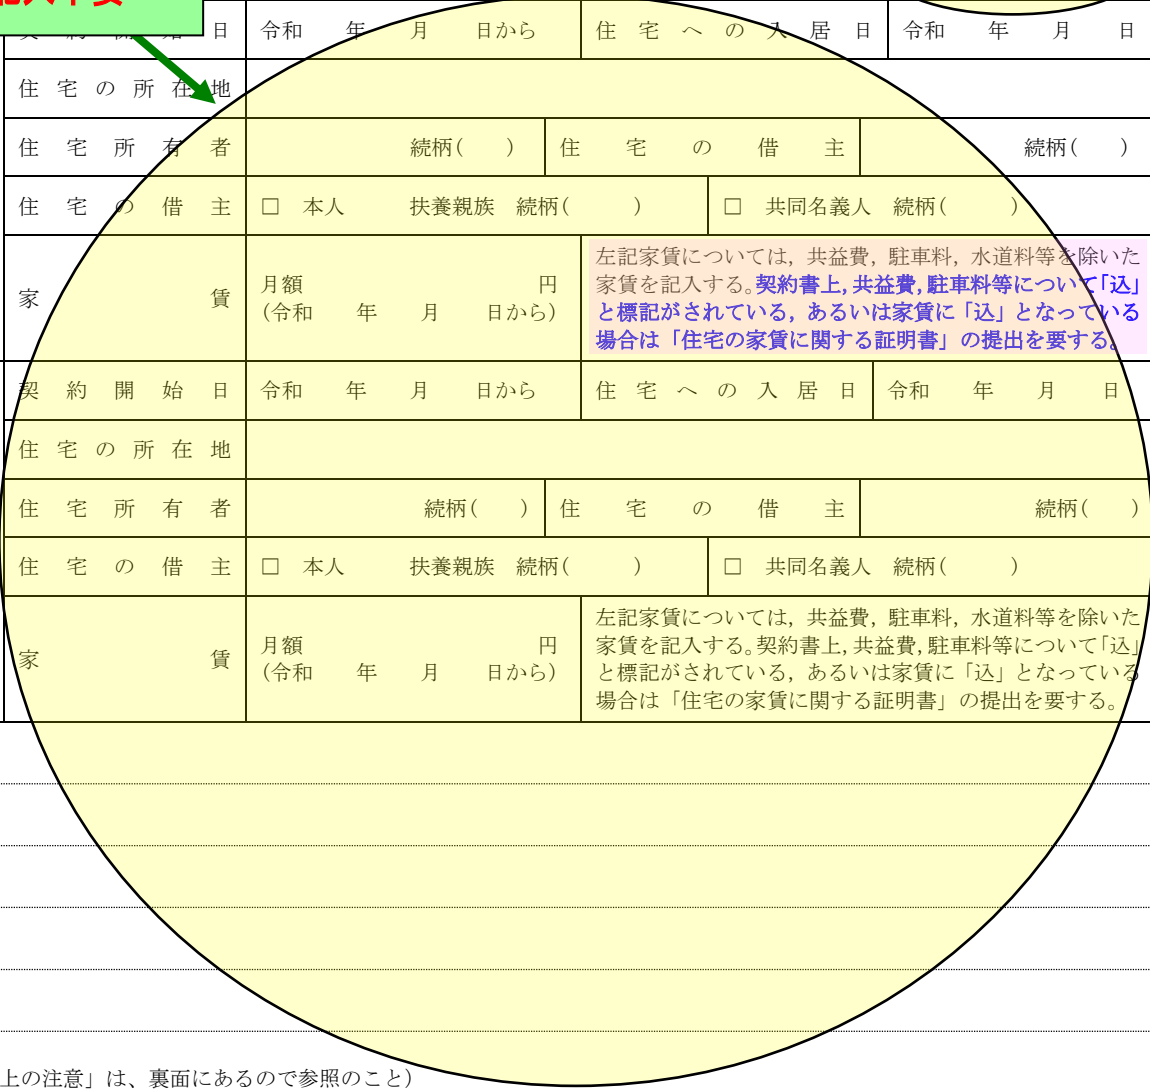 契約開始日 令和 年 月 日から 住宅への入居日 令和 年 月 日
住宅の所在地
住宅所有者 続柄( ) 住宅の借主 続柄( )
住宅の借主 □ 本人 扶養親族 続柄( ) □ 共同名義人 続柄( )
左記家賃については，共益費，駐車料，水道料等を除いた
家賃 月額 円 家賃を記入する。契約書上，共益費，駐車料等について「込」
(令和 年 月 日から) と標記がされている，あるいは家賃に「込」となっている
場合は「住宅の家賃に関する証明書」の提出を要する。
契約開始日 令和 年 月 日から 住宅への入居日 令和 年 月 日
住宅の所在地
住宅所有者 続柄( ) 住宅の借主 続柄( )
住宅の借主 □ 本人 扶養親族 続柄( ) □ 共同名義人 続柄( )
左記家賃については，共益費，駐車料，水道料等を除いた
家賃 月額 円 家賃を記入する。契約書上，共益費，駐車料等について「込」
(令和 年 月 日から) と標記がされている，あるいは家賃に「込」となっている
場合は「住宅の家賃に関する証明書」の提出を要する。
上の注意」は、裏面にあるので参照のこと）